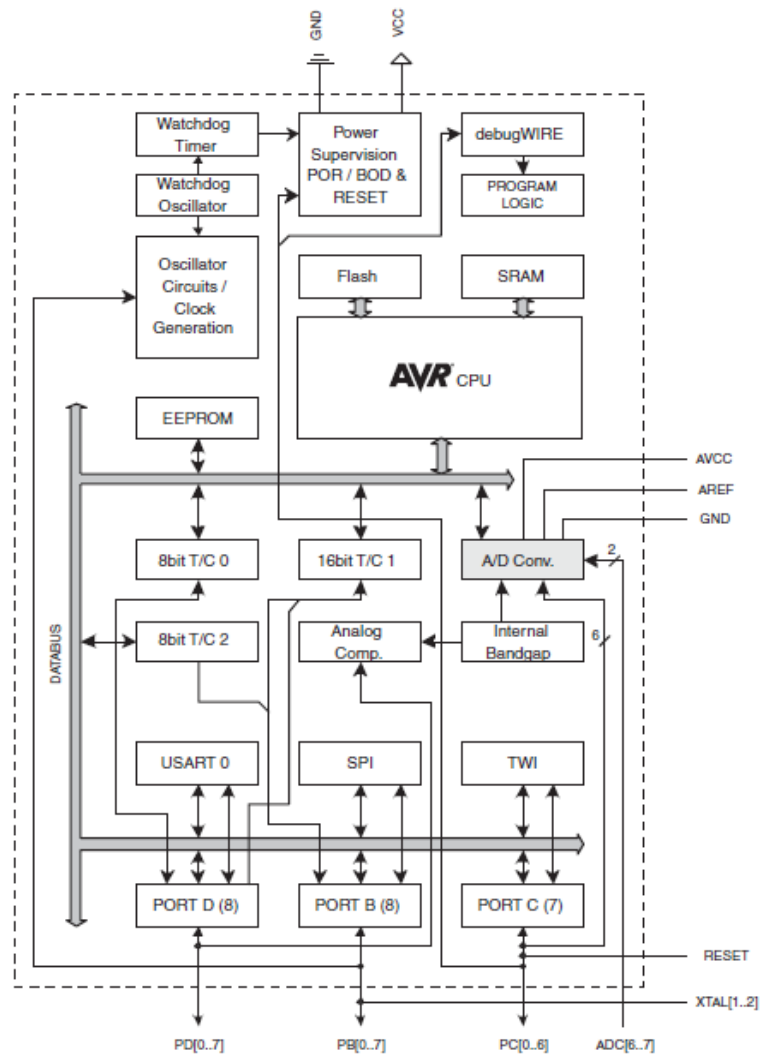 GND
VCC
Watchdog
Timer
Power
Supervision
POR / BOD &
RESET
debugWIRE
Watchdog
Oscillator
PROGRAM
LOGIC
Oscillator
Circuits /
Clock
Generation
Flash
SRAM
AVR CPU
EEPROM
AVCC
AREF
GND
8bit T/C 0
16bit T/C 1
A/D Conv.
2
DATABUS
8bit T/C 2
Analog
Comp.
Internal
Bandgap
6
USART 0
SPI
TWI
PORT D (8)
PORT B (8)
PORT C (7)
RESET
XTAL[1..2]
PD[0..7]
PB[0..7]
PC[0..6]
ADC[6..7]